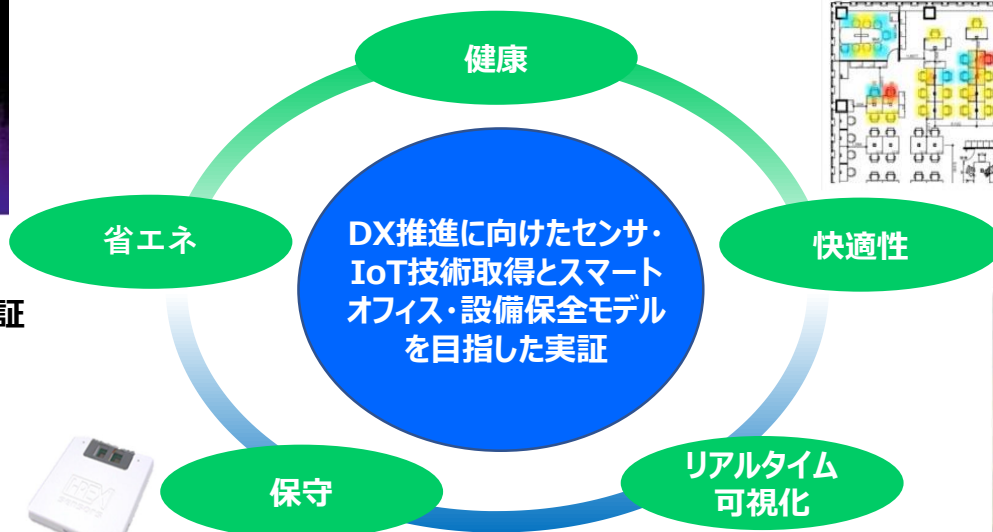 健康
省エネ
DX推進に向けたセンサ・
IoT技術取得とスマート
オフィス・設備保全モデル
を目指した実証
快適性
証
保守
リアルタイム
可視化